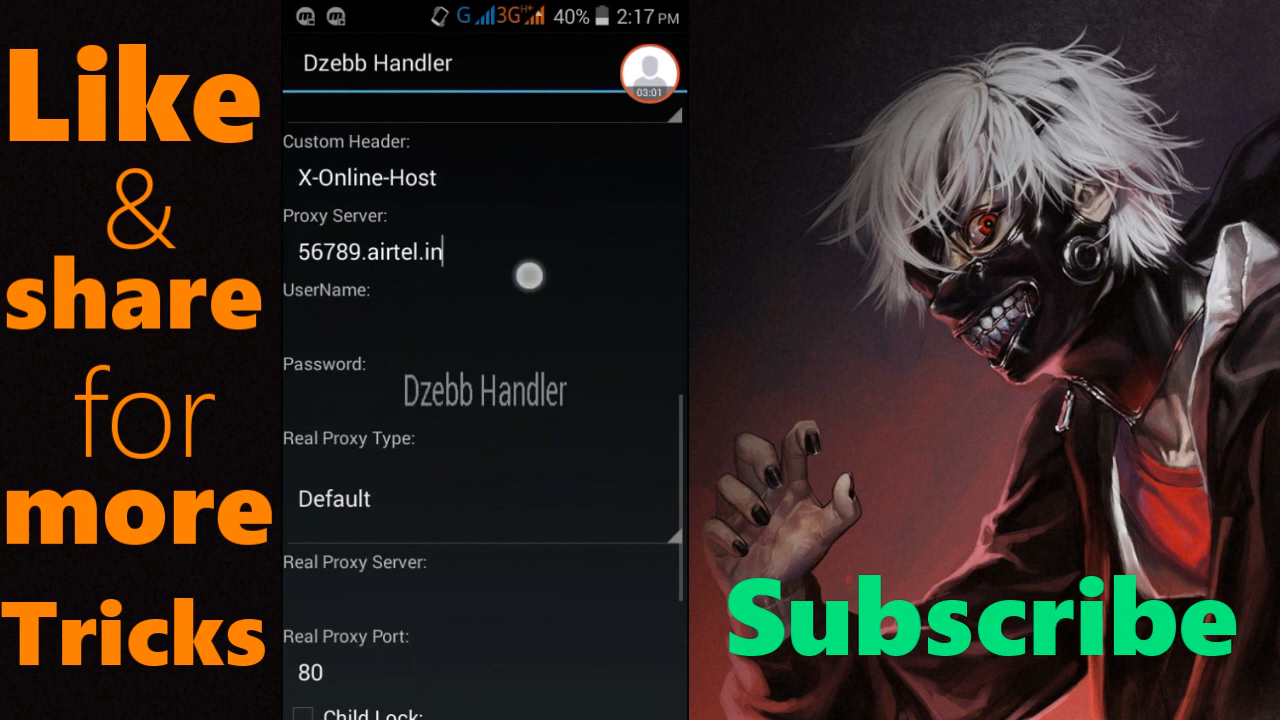 Like
&
share
for
more
Tricks
G 3G H+ 40% 2:17 PM
Dzebb Handler
03:01
Custom Header:
X-Online-Host
Proxy Server:
56789.airtel.in
UserName:
Password:
Dzebb Handler
Real Proxy Type:
Default
Real Proxy Server:
Real Proxy Port:
80
Child Lock:
Subscribe